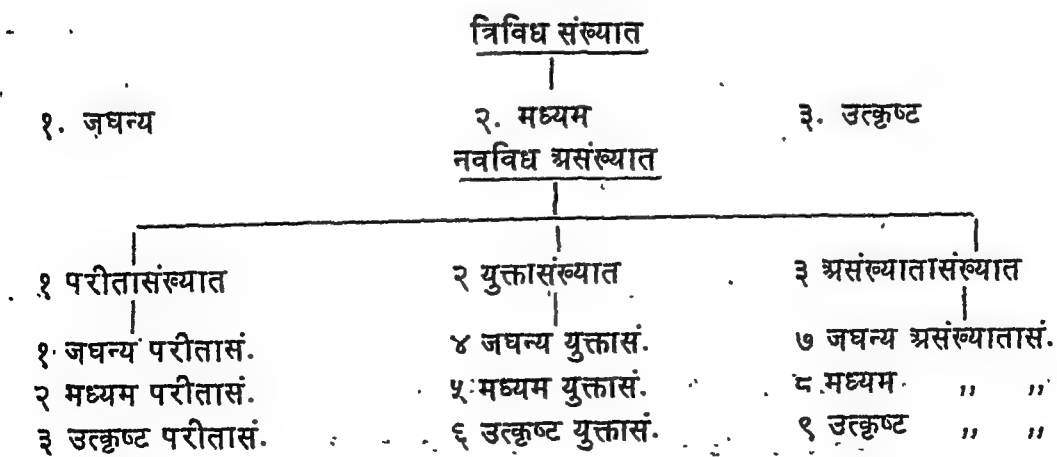 त्रिविध संख्यात
१. जघन्य २. मध्यम ३. उत्कृष्ट
नवविध असंख्यात
१ परीतासंख्यात २ युक्तासंख्यात ३ असंख्यातासंख्यात
१ जघन्य परीतासं. ४ जघन्य युक्तासं. ७ जघन्य असंख्यातासं.
२ मध्यम परीतासं. ५ मध्यम युक्तासं. ८ मध्यम ,, ,,
३ उत्कृष्ट परीतासं. ६ उत्कृष्ट युक्तासं. ९ उत्कृष्ट ,, ,,